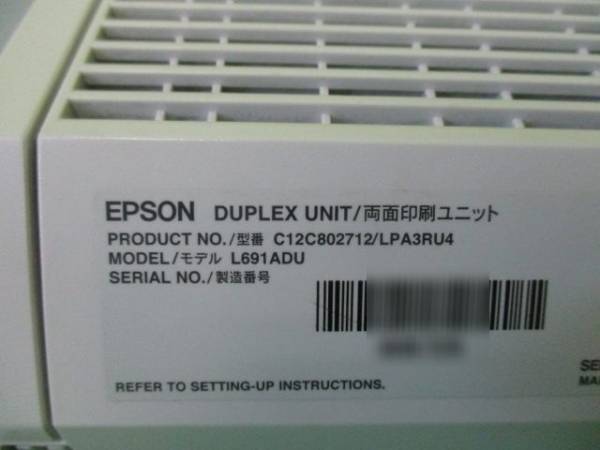 EPSON DUPLEX UNIT/両面印刷ユニット
PRODUCT NO./型番 C12C802712/LPA3RU4
MODEL/モデル L691ADU
SERIAL NO./製造番号
REFER TO SETTING-UP INSTRUCTIONS.